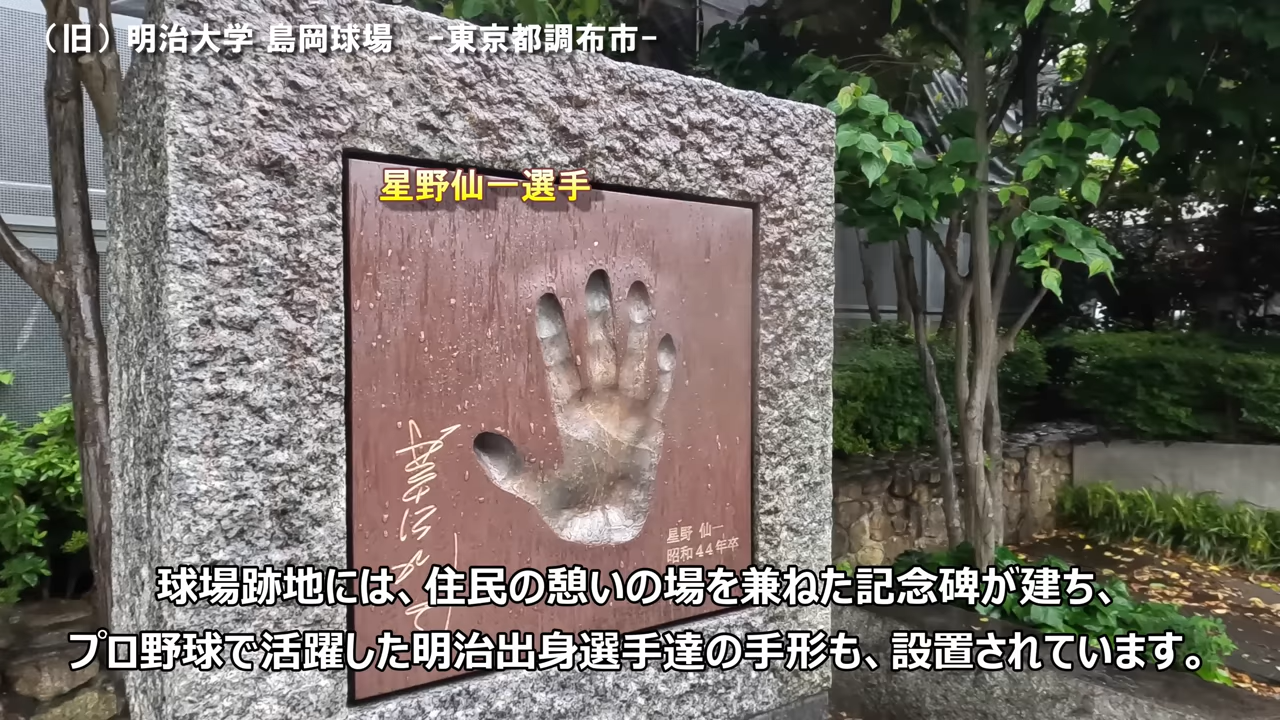 （旧）明治大学 島岡球場　-東京都調布市-
星野仙一選手
星野 仙一
昭和44年卒
球場跡地には、住民の憩いの場を兼ねた記念碑が建ち、
プロ野球で活躍した明治出身選手達の手形も、設置されています。